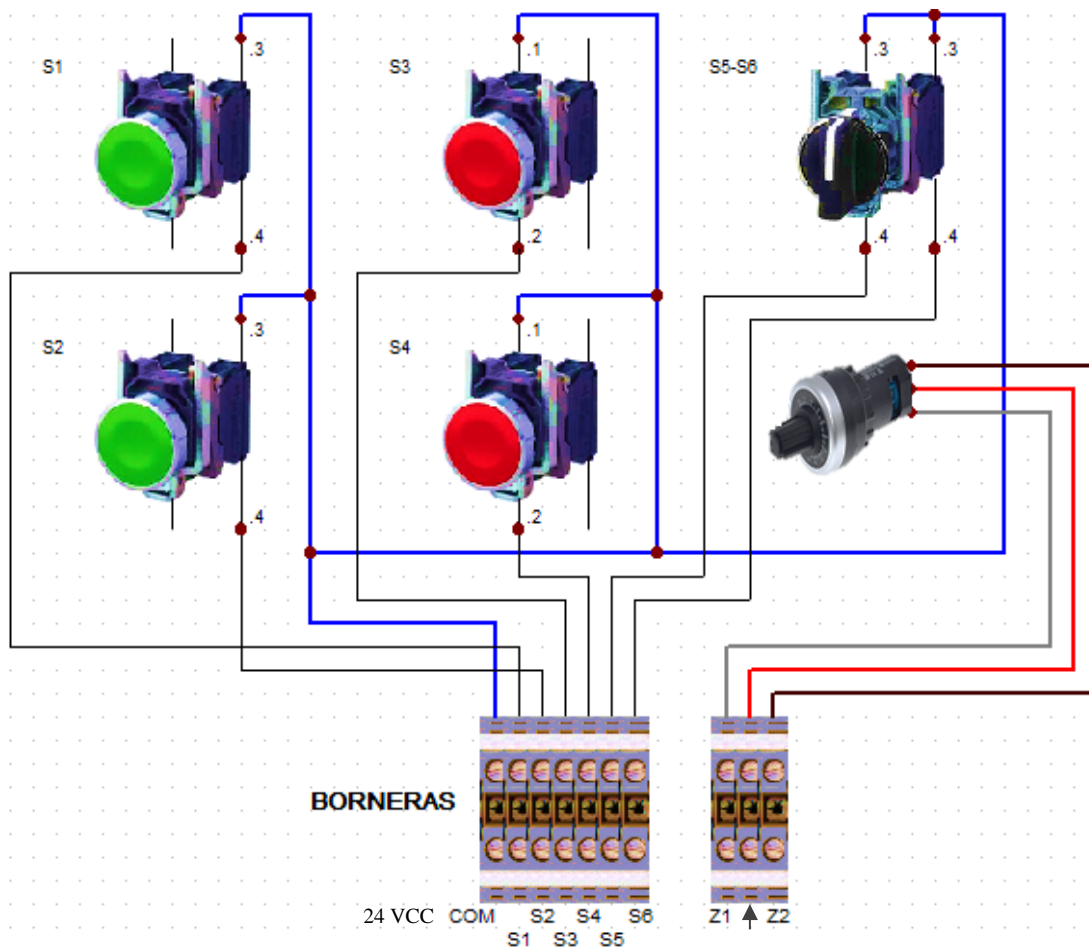 .3 .1 .3 .3
S1 S3 S5-S6
.4 .2 .4 .4
.3 .1
S2 S4
.4 .2
BORNERAS
24 VCC COM S2 S4 S6 Z1 Z2
S1 S3 S5